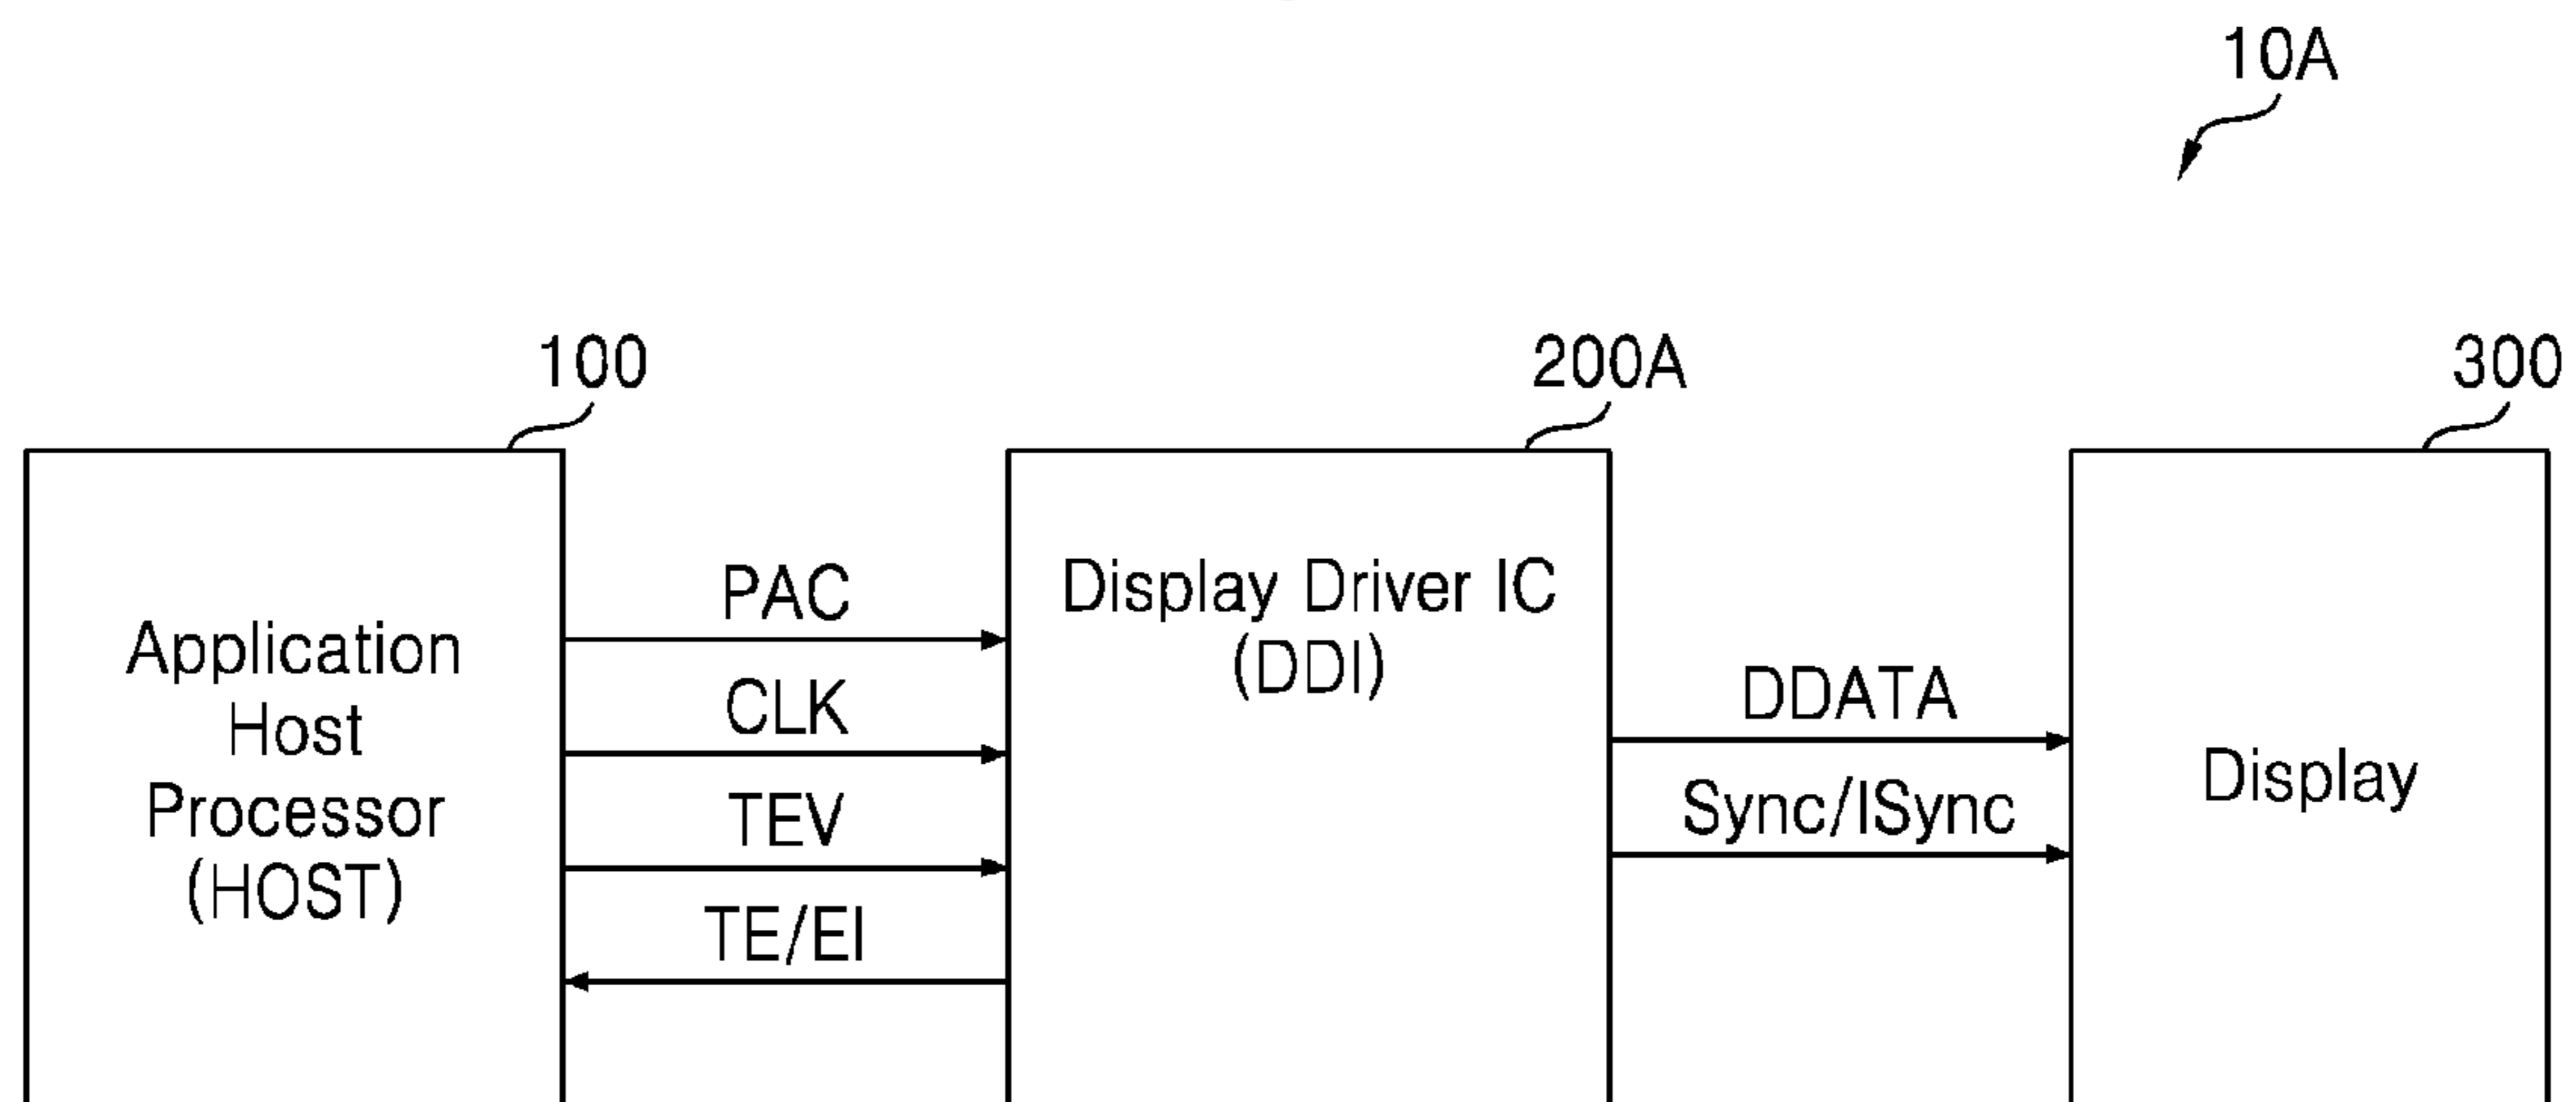 10A
100
200A
300
Application
Host
Processor
(HOST)
PAC
CLK
TEV
TE/EI
Display Driver IC
(DDI)
DDATA
Sync/ISync
Display